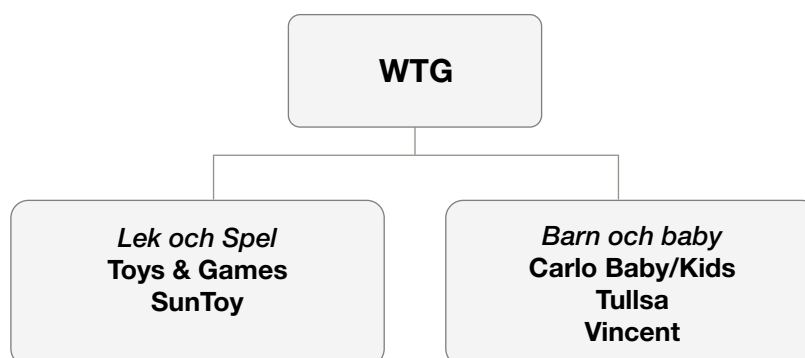 WTG
Lek och Spel
Toys & Games
SunToy
Barn och baby
Carlo Baby/Kids
Tullsa
Vincent